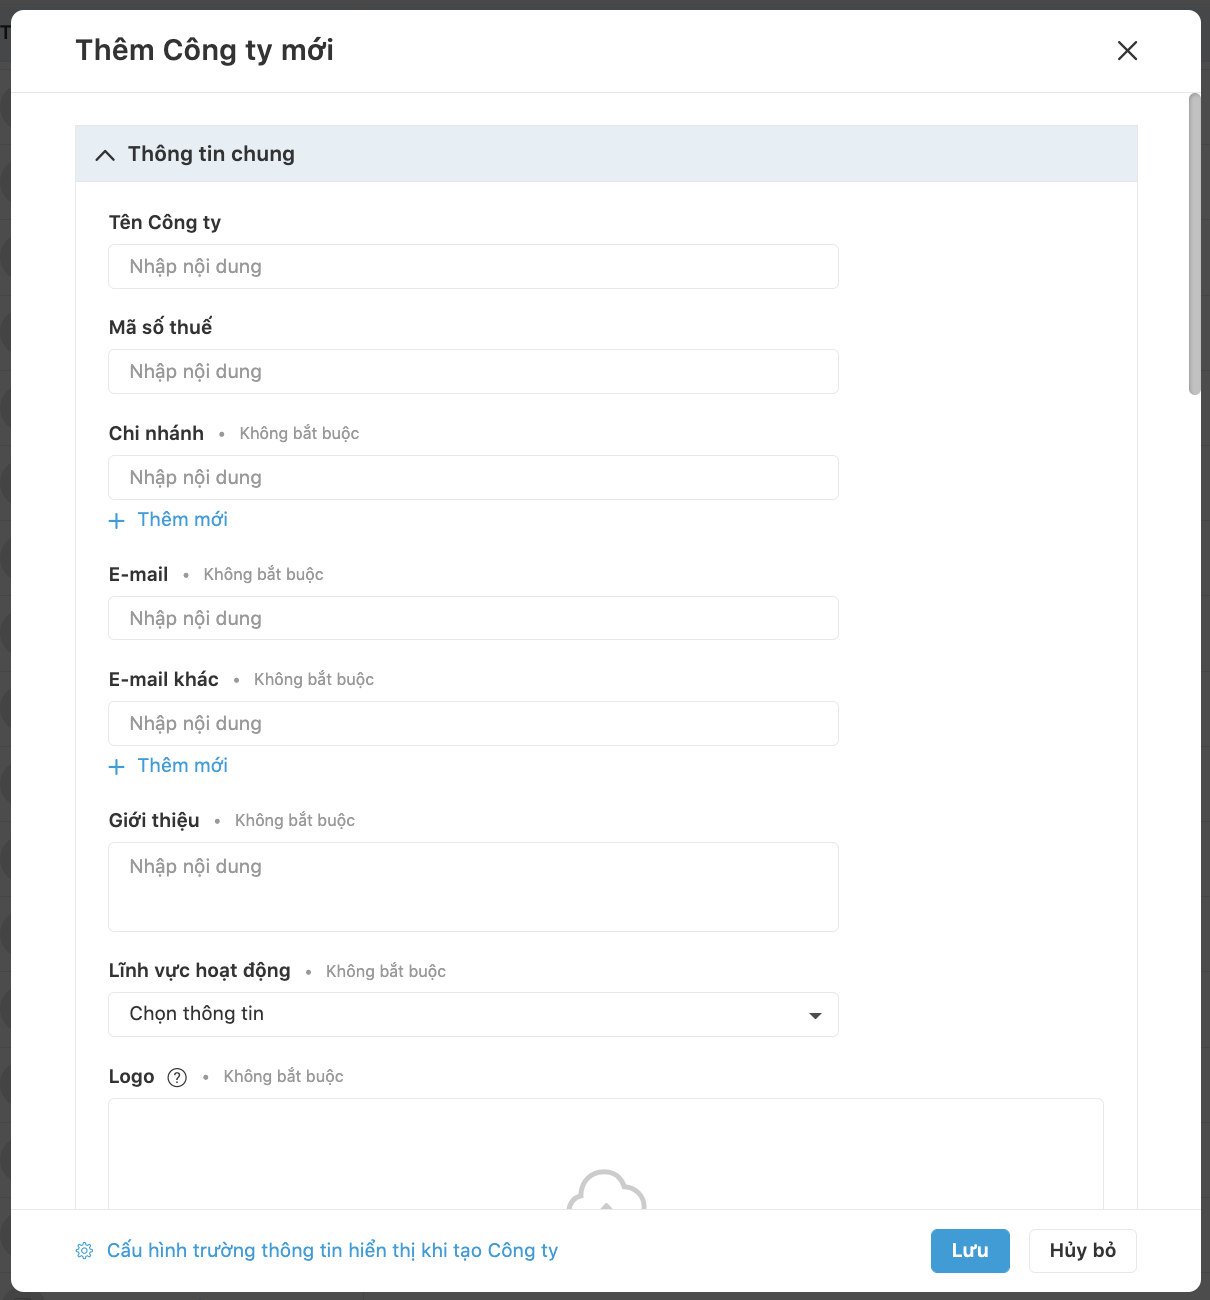 Thêm Công ty mới
Thông tin chung
Tên Công ty
Nhập nội dung
Mã số thuế
Nhập nội dung
Chi nhánh • Không bắt buộc
Nhập nội dung
+ Thêm mới
E-mail • Không bắt buộc
Nhập nội dung
E-mail khác • Không bắt buộc
Nhập nội dung
+ Thêm mới
Giới thiệu • Không bắt buộc
Nhập nội dung
Lĩnh vực hoạt động • Không bắt buộc
Chọn thông tin
Logo ? • Không bắt buộc
Cấu hình trường thông tin hiển thị khi tạo Công ty
Lưu
Hủy bỏ